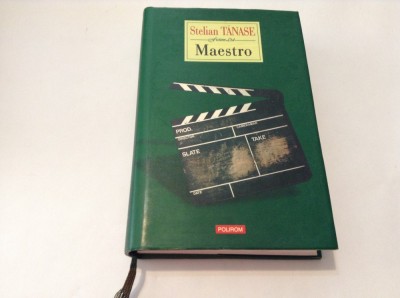 Stelian TĂNASE
Maestro
PROD.
SLATE
TAKE
POLIROM